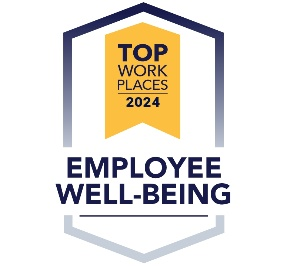 TOP
WORK
PLACES
2024
EMPLOYEE
WELL-BEING